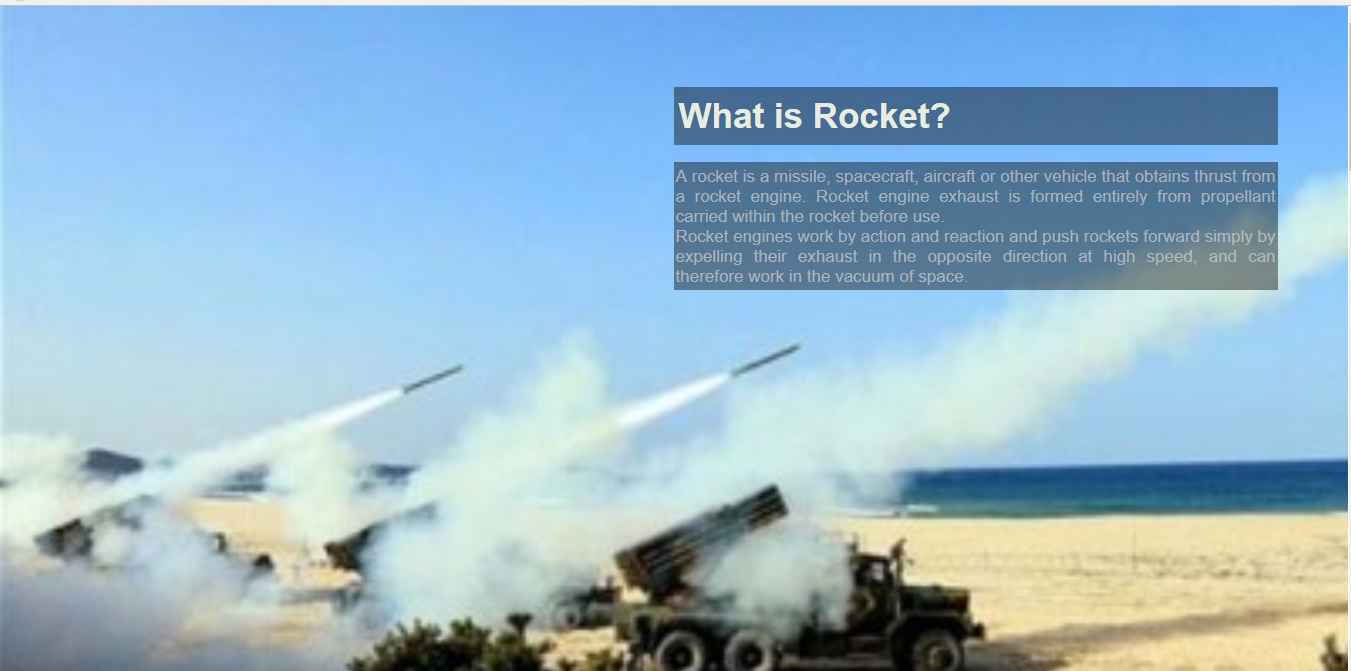 What is Rocket?
A rocket is a missile, spacecraft, aircraft or other vehicle that obtains thrust from
a rocket engine. Rocket engine exhaust is formed entirely from propellant
carried within the rocket before use.
Rocket engines work by action and reaction and push rockets forward simply by
expelling their exhaust in the opposite direction at high speed, and can
therefore work in the vacuum of space.